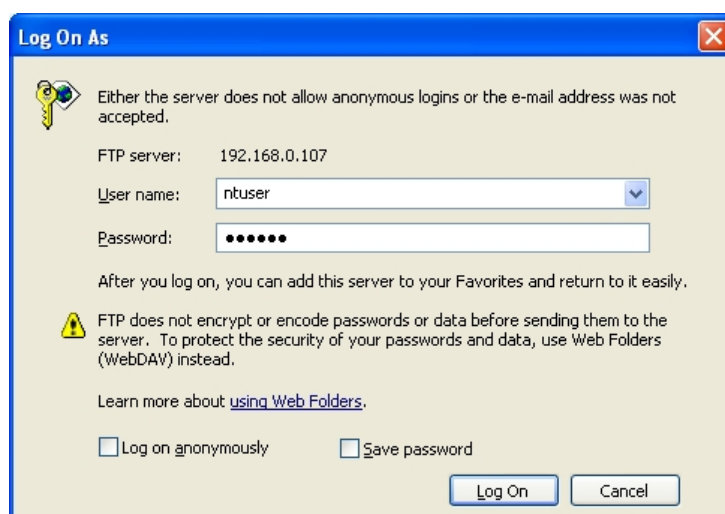 Log On As
Either the server does not allow anonymous logins or the e-mail address was not
accepted.
FTP server: 192.168.0.107
User name: ntuser
Password: ●●●●●●
After you log on, you can add this server to your Favorites and return to it easily.
FTP does not encrypt or encode passwords or data before sending them to the
server. To protect the security of your passwords and data, use Web Folders
(WebDAV) instead.
Learn more about using Web Folders.
Log on anonymously Save password
Log On Cancel